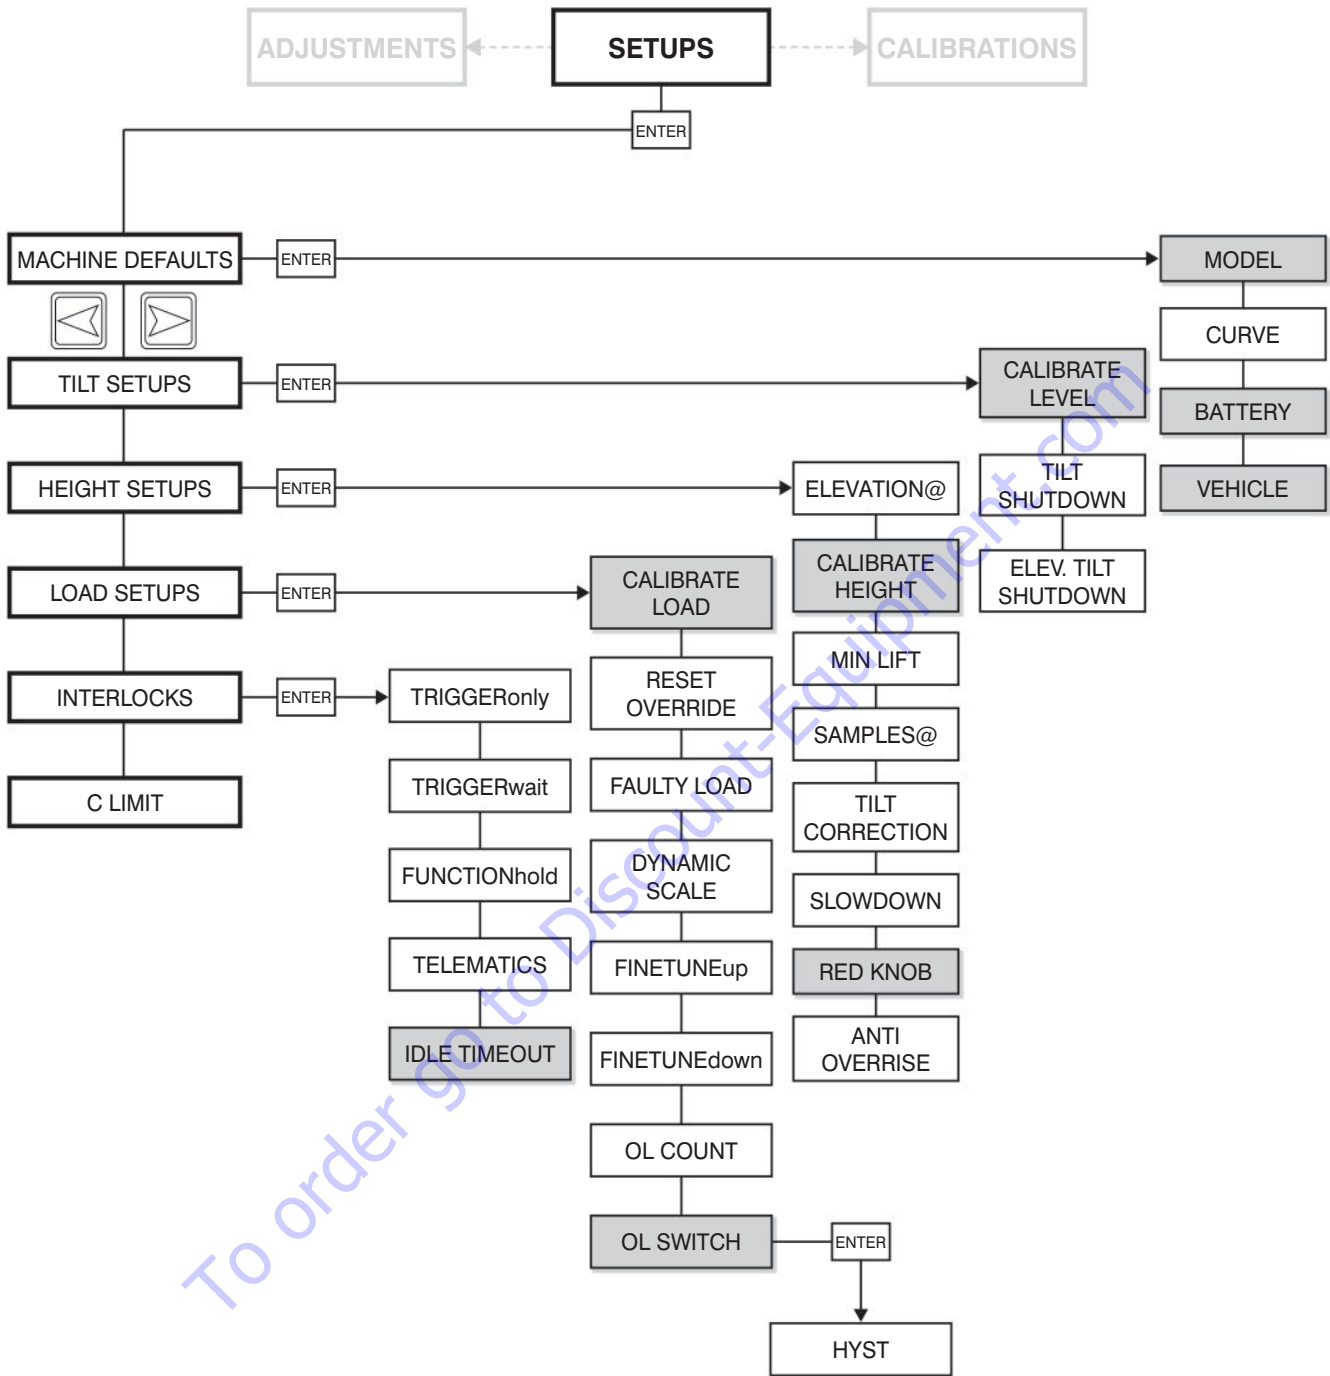 ADJUSTMENTS
SETUPS
CALIBRATIONS
ENTER
MACHINE DEFAULTS
ENTER
MODEL
CURVE
BATTERY
VEHICLE
TILT SETUPS
ENTER
CALIBRATE
LEVEL
TILT
SHUTDOWN
ELEV. TILT
SHUTDOWN
HEIGHT SETUPS
ENTER
ELEVATION@
CALIBRATE
HEIGHT
MIN LIFT
SAMPLES@
TILT
CORRECTION
SLOWDOWN
RED KNOB
ANTI
OVERRISE
LOAD SETUPS
ENTER
CALIBRATE
LOAD
RESET
OVERRIDE
FAULTY LOAD
DYNAMIC
SCALE
FINETUNEup
FINETUNEdown
OL COUNT
OL SWITCH
ENTER
HYST
INTERLOCKS
ENTER
TRIGGERonly
TRIGGERwait
FUNCTIONhold
TELEMATICS
IDLE TIMEOUT
C LIMIT
To order go to Discount-Equipment.com